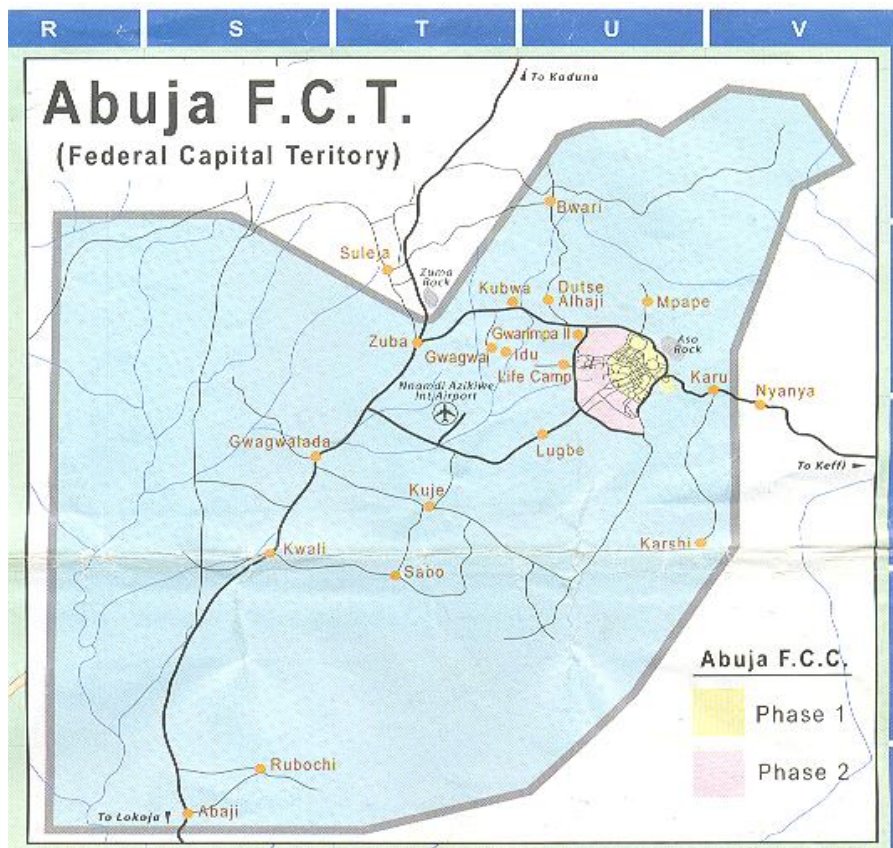 R S T U V
To Kaduna
Abuja F.C.T.
(Federal Capital Teritory)
Bwari
Suleja
Zuma
Rock
Kubwa
Dutse
Alhaji
Mpape
Zuba
Gwarimpa II
Gwagwa
Idu
Aso
Rock
Life Camp
Karu
Nnamdi Azikiwe
Int. Airport
Nyanya
Gwagwalada
Lugbe
To Keffi
Kuje
Kwali
Karshi
Sabo
Abuja F.C.C.
Phase 1
Phase 2
Rubochi
To Lokoja
Abaji